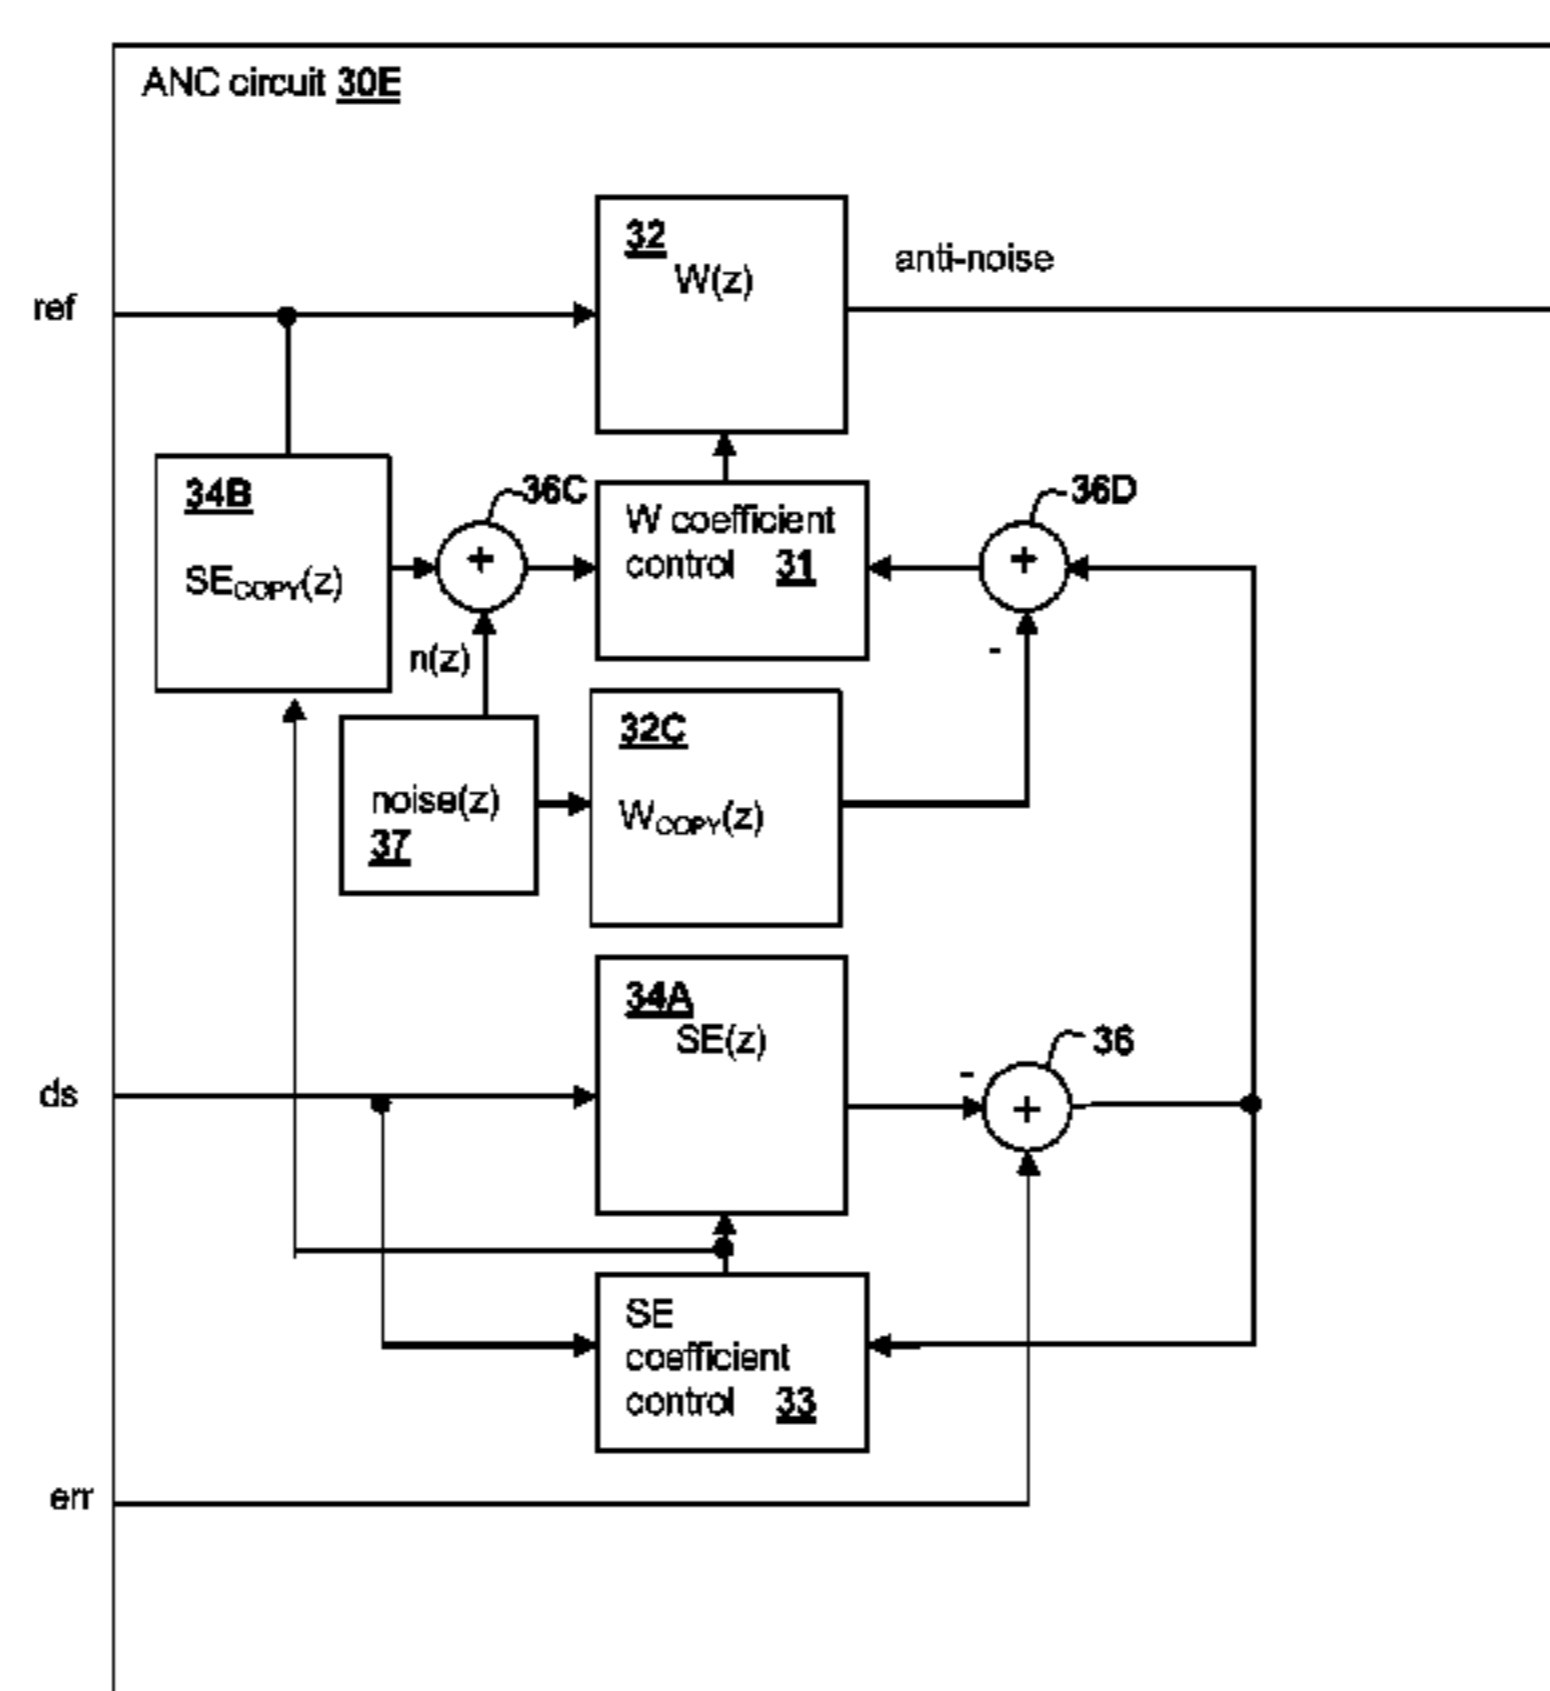 ANC circuit 30E
32
W(z)
anti-noise
ref
34B
SECOPY(z)
36C
+
W coefficient
control 31
36D
+
n(z)
-
32C
WCOPY(z)
noise(z)
37
34A
SE(z)
-
36
+
ds
SE
coefficient
control 33
err